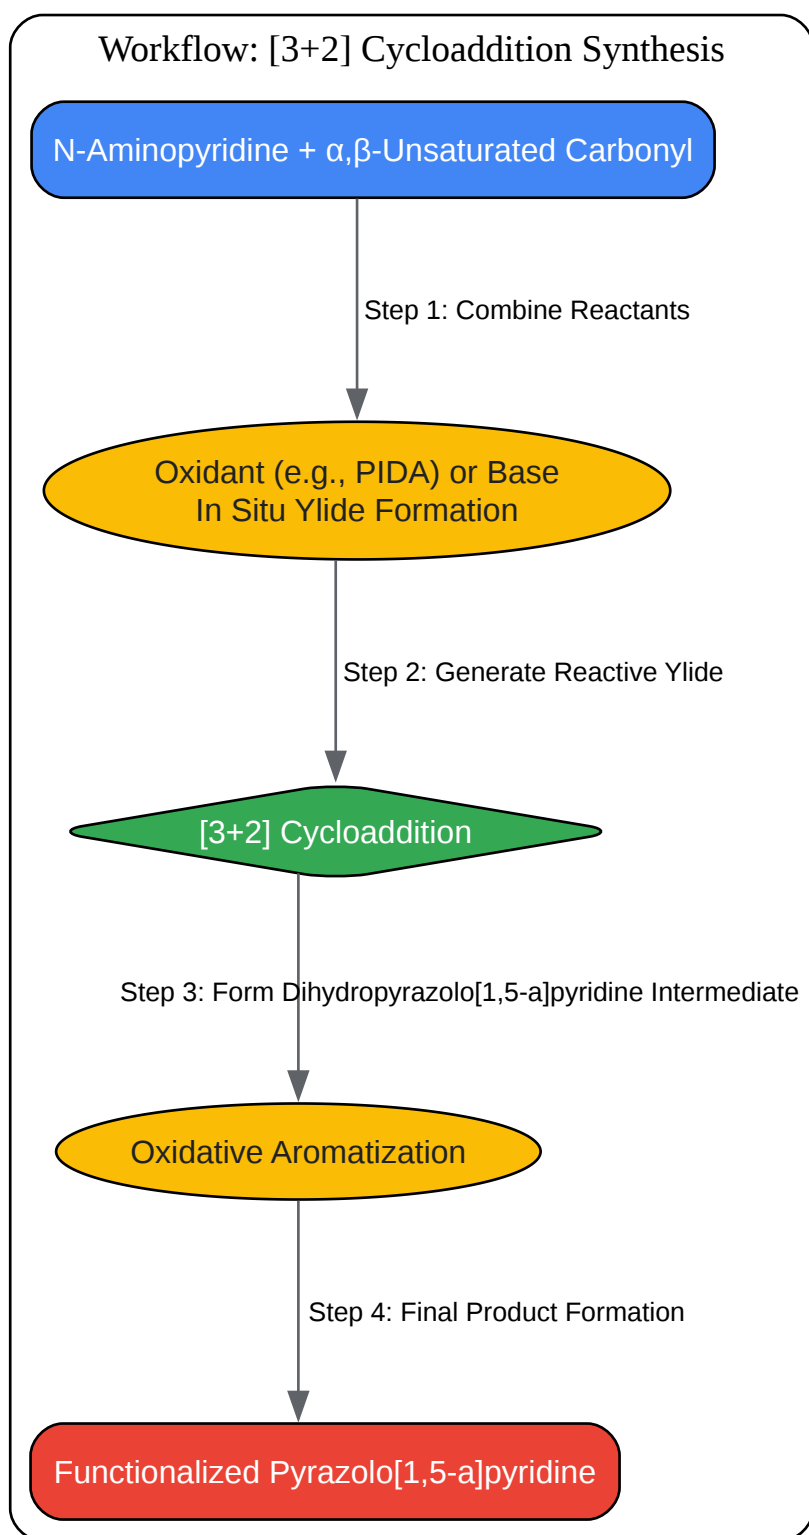 Workflow: [3+2] Cycloaddition Synthesis
N-Aminopyridine + α,β-Unsaturated Carbonyl
Step 1: Combine Reactants
Oxidant (e.g., PIDA) or Base
In Situ Ylide Formation
Step 2: Generate Reactive Ylide
[3+2] Cycloaddition
Step 3: Form Dihydropyrazolo[1,5-a]pyridine Intermediate
Oxidative Aromatization
Step 4: Final Product Formation
Functionalized Pyrazolo[1,5-a]pyridine